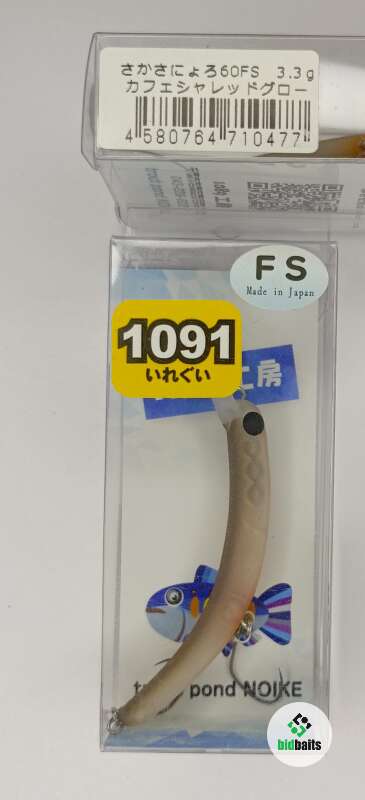 さかさにょろ60FS 3.3g
カフェシャレッドグロー
4 580764 710477
FS
Made in Japan
1091
いれぐい
工房
pond NOIKE
bidbaits